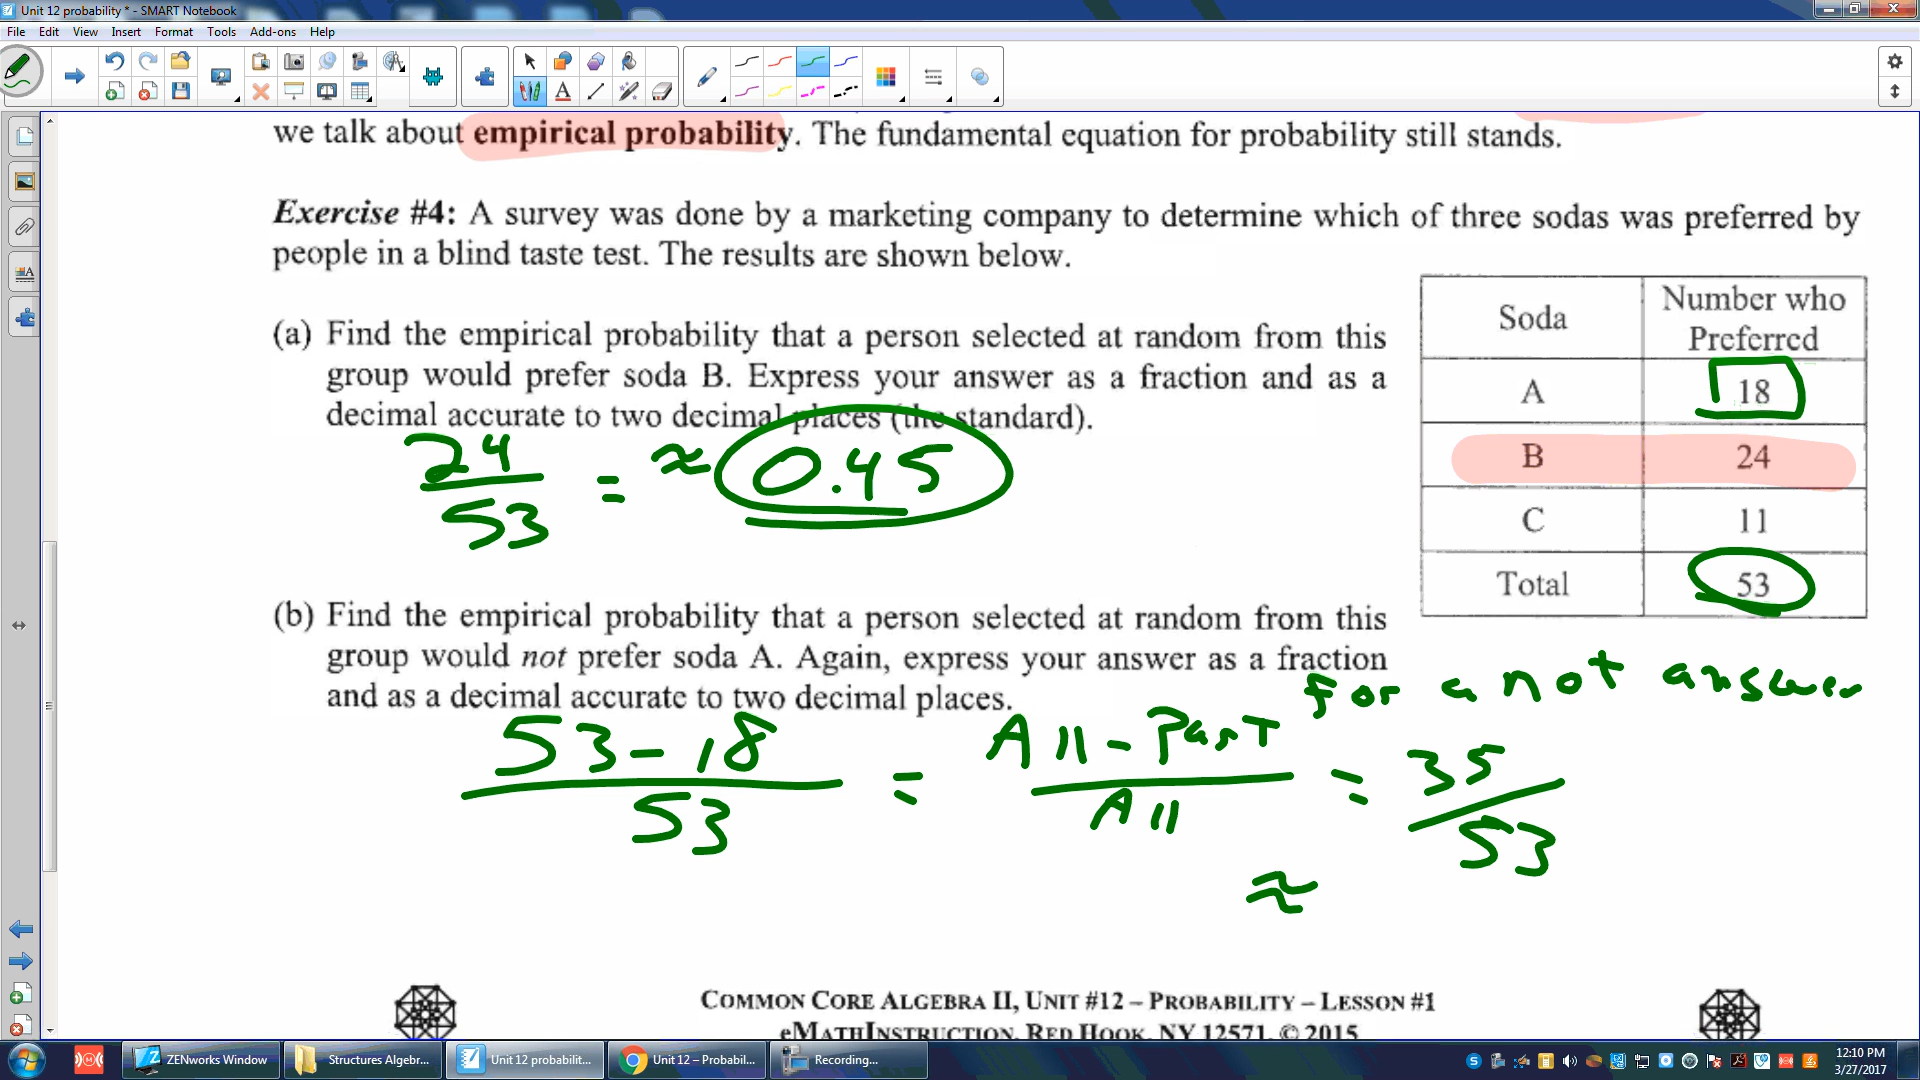 Unit 12 probability * - SMART Notebook
File Edit View Insert Format Tools Add-ons Help
we talk about empirical probability. The fundamental equation for probability still stands.
Exercise #4: A survey was done by a marketing company to determine which of three sodas was preferred by
people in a blind taste test. The results are shown below.
(a) Find the empirical probability that a person selected at random from this
group would prefer soda B. Express your answer as a fraction and as a
decimal accurate to two decimal places (the standard).
24
53
= ≈ 0.45
Soda Number who Preferred
A 18
B 24
C 11
Total 53
(b) Find the empirical probability that a person selected at random from this
group would not prefer soda A. Again, express your answer as a fraction
and as a decimal accurate to two decimal places.
For a not answer
53-18 = All - Part = 35
53 All 53
≈
COMMON CORE ALGEBRA II, UNIT #12 – PROBABILITY – LESSON #1
eMATHINSTRUCTION, RED HOOK, NY 12571, © 2015
ZENworks Window
Structures Algebr...
Unit 12 probabilit...
Unit 12 – Probabil...
Recording...
12:10 PM
3/27/2017